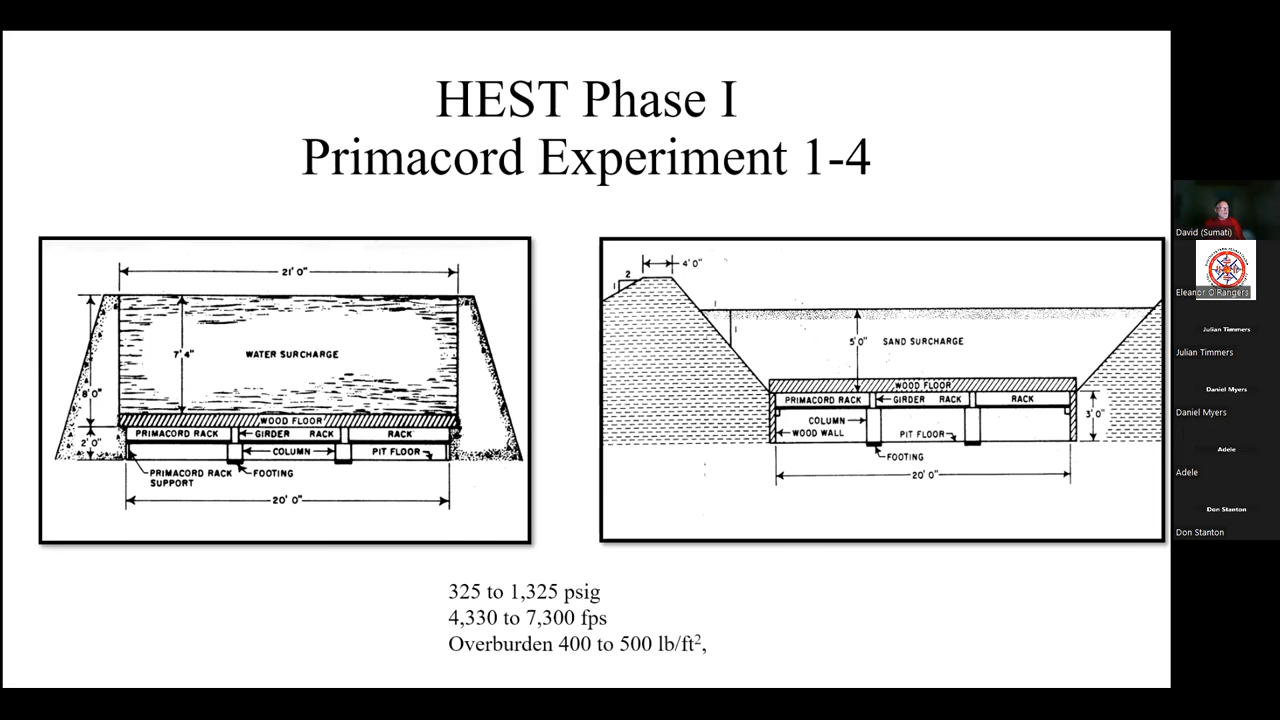 HEST Phase I
Primacord Experiment 1-4
21' 0"
7' 4"
WATER SURCHARGE
8' 0"
WOOD FLOOR
PRIMACORD RACK
GIRDER
RACK
RACK
2' 0"
COLUMN
PIT FLOOR
PRIMACORD RACK
SUPPORT
FOOTING
20' 0"
4' 0"
2
1
1
1
5' 0"
SAND SURCHARGE
WOOD FLOOR
PRIMACORD RACK
GIRDER
RACK
RACK
3' 0"
COLUMN
WOOD WALL
PIT FLOOR
FOOTING
20' 0"
325 to 1,325 psig
4,330 to 7,300 fps
Overburden 400 to 500 lb/ft²,
David (Sumati)
Eleanor O'Rangers
Julian Timmers
Julian Timmers
Daniel Myers
Daniel Myers
Adele
Adele
Don Stanton
Don Stanton